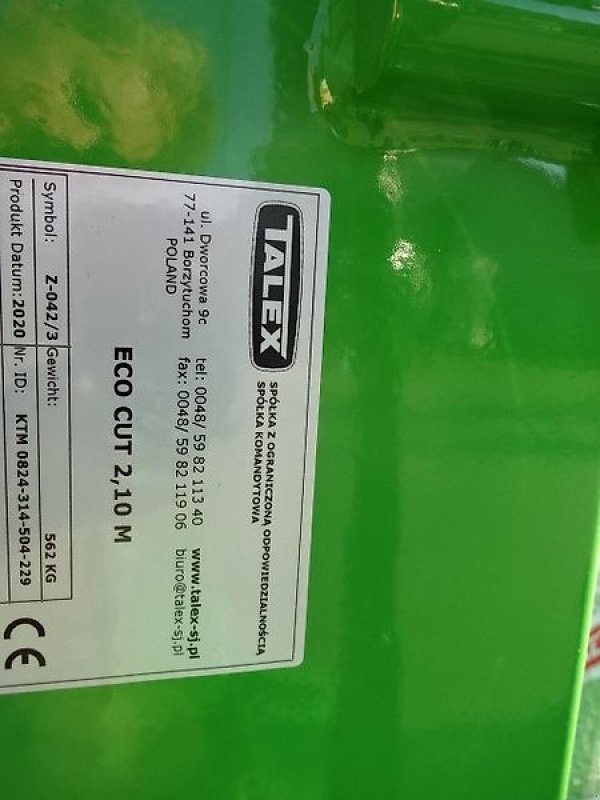 TALEX
SPÓŁKA Z OGRANICZONĄ ODPOWIEDZIALNOŚCIĄ
SPÓŁKA KOMANDYTOWA
ul. Dworcowa 9c tel: 0048/ 59 82 113 40 www.talex-sj.pl
77-141 Borzytuchom fax: 0048/ 59 82 119 06 biuro@talex-sj.pl
POLAND
ECO CUT 2,10 M
Symbol: Z-042/3 Gewicht: 562 KG
Produkt Datum: 2020 Nr. ID: KTM 0824-314-504-229
CE